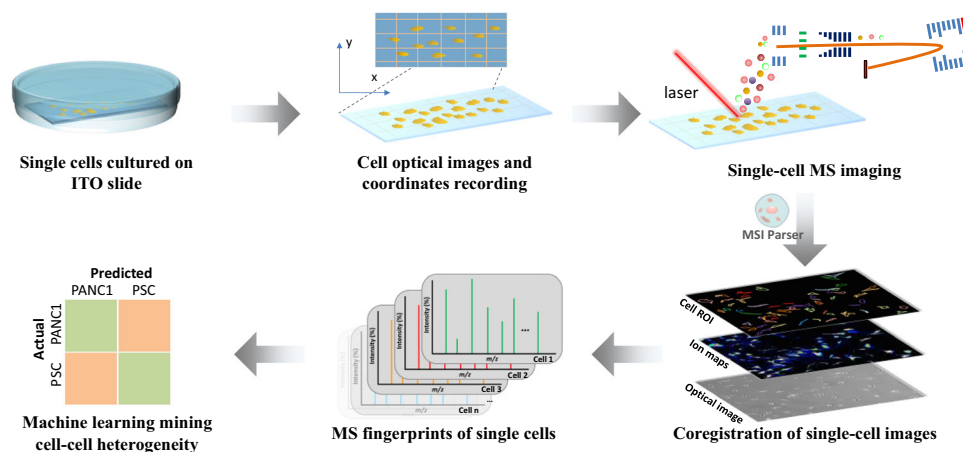 y
x
laser
Single cells cultured on
ITO slide
Cell optical images and
coordinates recording
Single-cell MS imaging
MSI Parser
Predicted
PANC1 PSC
Actual
PANC1
PSC
Machine learning mining
cell-cell heterogeneity
Intensity (%)
m/z
...
Cell 1
Intensity (%)
m/z
Cell 2
Intensity (%)
m/z
Cell 3
Intensity (%)
m/z
...
Cell n
MS fingerprints of single cells
Cell ROI
Ion maps
Optical image
Coregistration of single-cell images